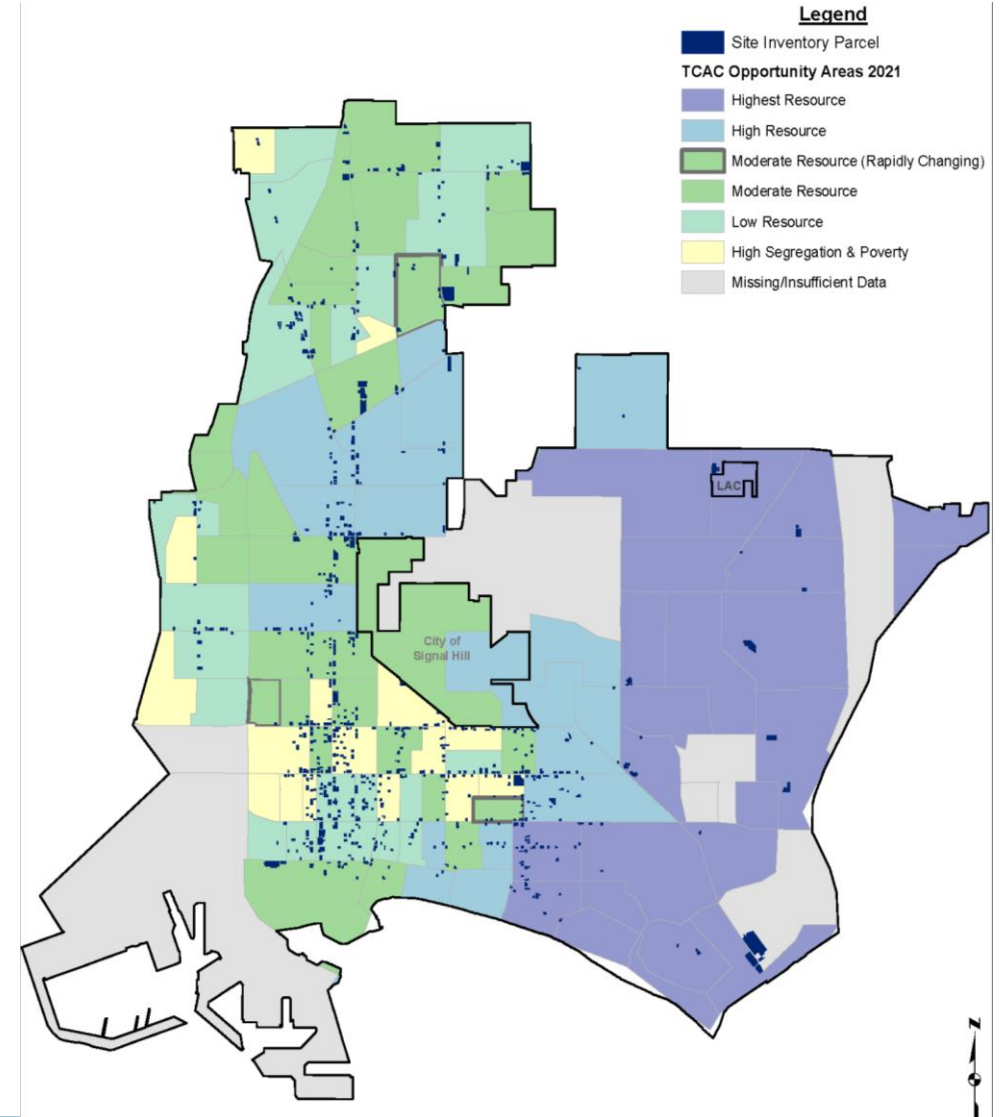 Legend
Site Inventory Parcel
TCAC Opportunity Areas 2021
Highest Resource
High Resource
Moderate Resource (Rapidly Changing)
Moderate Resource
Low Resource
High Segregation & Poverty
Missing/Insufficient Data
LAC
City of
Signal Hill
N